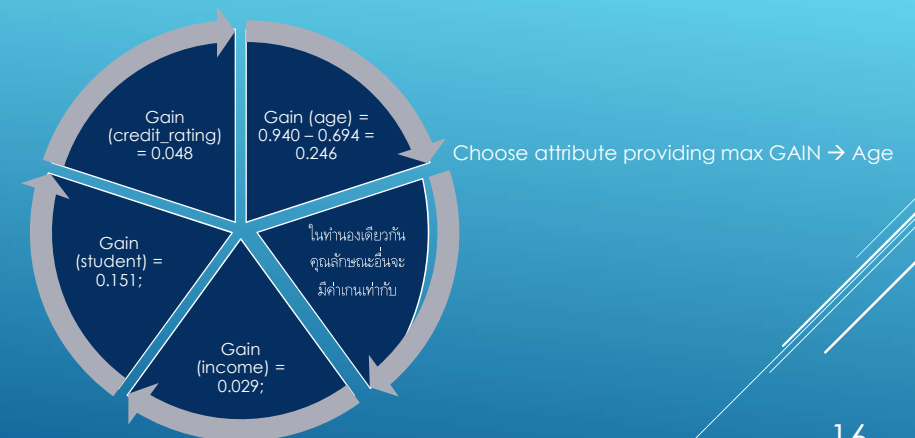 Gain (age) =
0.940 – 0.694 =
0.246
ในทำนองเดียวกัน
คุณลักษณะอื่นจะ
มีค่าเกนเท่ากับ
Gain
(income) =
0.029;
Gain
(student) =
0.151;
Gain
(credit_rating)
= 0.048
Choose attribute providing max GAIN → Age
16